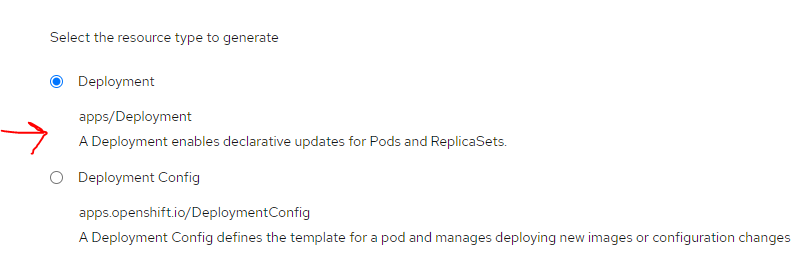 Select the resource type to generate
Deployment
apps/Deployment
A Deployment enables declarative updates for Pods and ReplicaSets.
Deployment Config
apps.openshift.io/DeploymentConfig
A Deployment Config defines the template for a pod and manages deploying new images or configuration changes